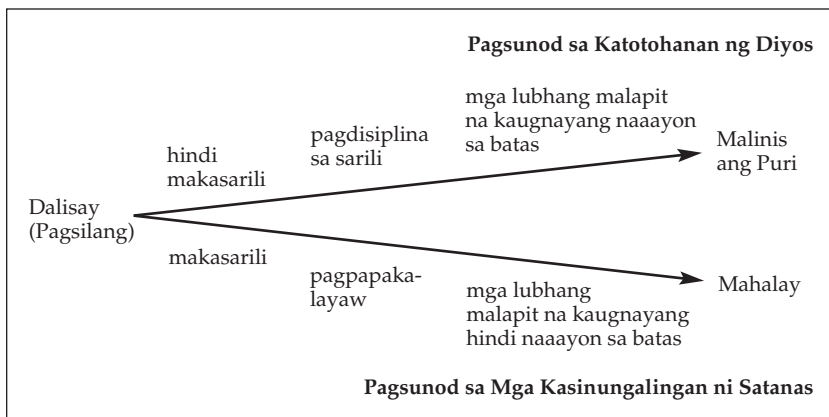 Pagsunod sa Katotohanan ng Diyos
mga lubhang malapit
na kaugnayang naaayon
sa batas
pagdisiplina
sa sarili
hindi
makasarili
Malinis
ang Puri
Dalisay
(Pagsilang)
makasarili
pagpapaka-
layaw
mga lubhang
malapit na kaugnayang
hindi naaayon sa batas
Mahalay
Pagsunod sa Mga Kasinungalingan ni Satanas